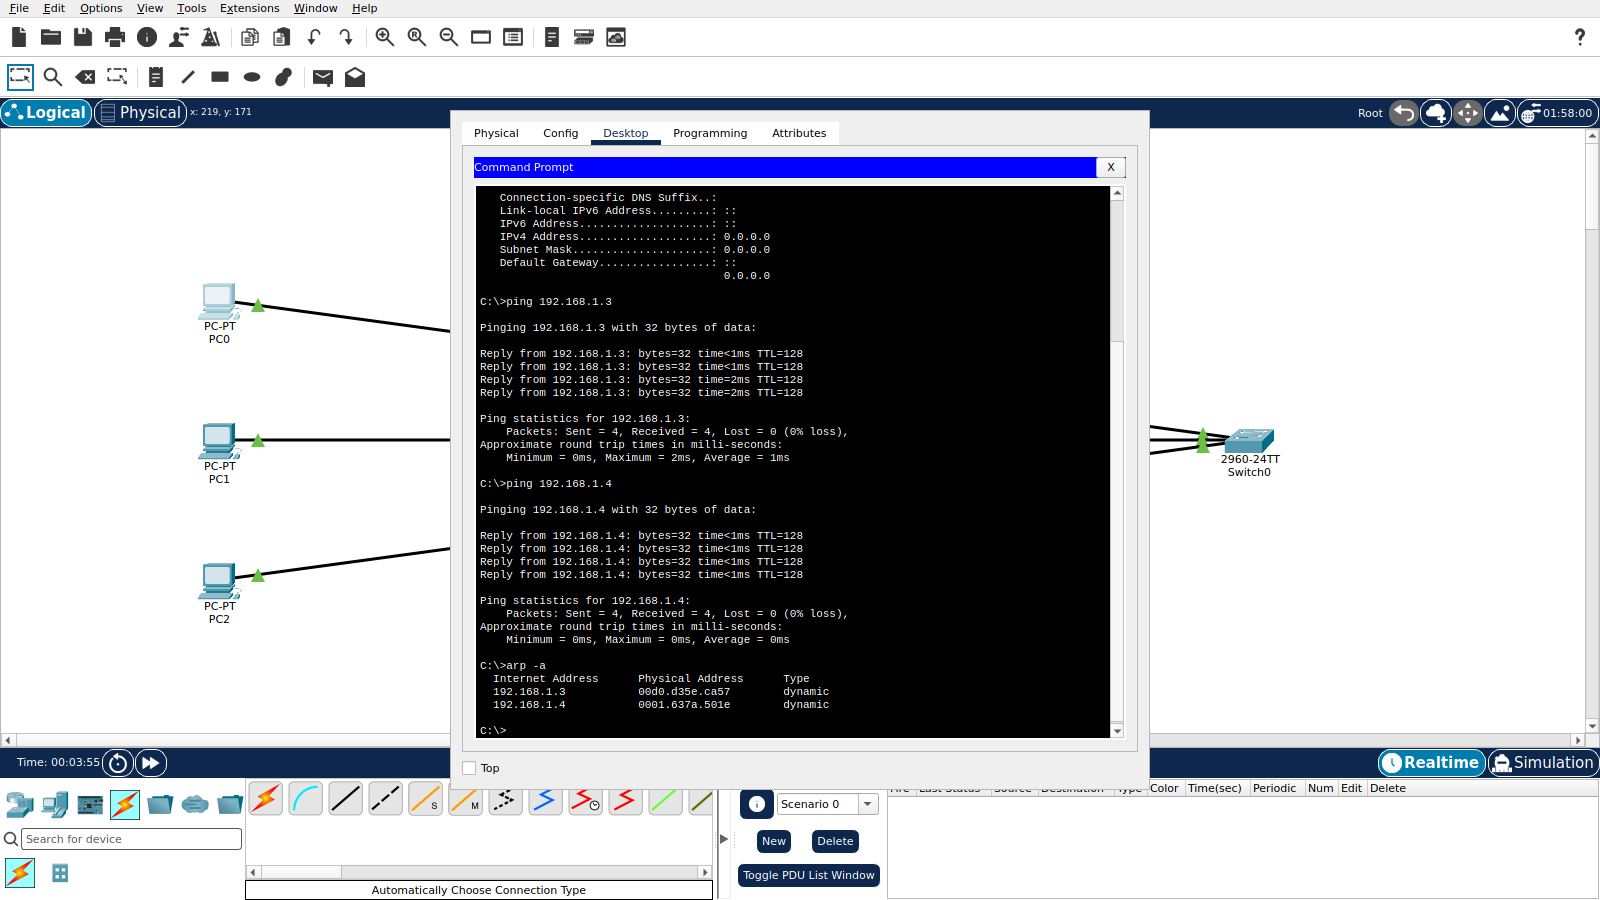 File Edit Options View Tools Extensions Window Help
Logical Physical x: 219, y: 171 Root 01:58:00
Physical Config Desktop Programming Attributes
Command Prompt X
Connection-specific DNS Suffix..:
Link-local IPv6 Address.........: ::
IPv6 Address....................: ::
IPv4 Address....................: 0.0.0.0
Subnet Mask.....................: 0.0.0.0
Default Gateway.................: ::
0.0.0.0
C:\>ping 192.168.1.3
Pinging 192.168.1.3 with 32 bytes of data:
Reply from 192.168.1.3: bytes=32 time<1ms TTL=128
Reply from 192.168.1.3: bytes=32 time<1ms TTL=128
Reply from 192.168.1.3: bytes=32 time=2ms TTL=128
Reply from 192.168.1.3: bytes=32 time=2ms TTL=128
Ping statistics for 192.168.1.3:
Packets: Sent = 4, Received = 4, Lost = 0 (0% loss),
Approximate round trip times in milli-seconds:
Minimum = 0ms, Maximum = 2ms, Average = 1ms
C:\>ping 192.168.1.4
Pinging 192.168.1.4 with 32 bytes of data:
Reply from 192.168.1.4: bytes=32 time<1ms TTL=128
Reply from 192.168.1.4: bytes=32 time<1ms TTL=128
Reply from 192.168.1.4: bytes=32 time<1ms TTL=128
Reply from 192.168.1.4: bytes=32 time<1ms TTL=128
Ping statistics for 192.168.1.4:
Packets: Sent = 4, Received = 4, Lost = 0 (0% loss),
Approximate round trip times in milli-seconds:
Minimum = 0ms, Maximum = 0ms, Average = 0ms
C:\>arp -a
Internet Address Physical Address Type
192.168.1.3 00d0.d35e.ca57 dynamic
192.168.1.4 0001.637a.501e dynamic
C:\>
Top
PC-PT
PC0
PC-PT
PC1
PC-PT
PC2
2960-24TT
Switch0
Time: 00:03:55 Realtime Simulation
Search for device
S M
Automatically Choose Connection Type
Scenario 0
New Delete
Toggle PDU List Window
Fire Last Status Source Destination Type Color Time(sec) Periodic Num Edit Delete